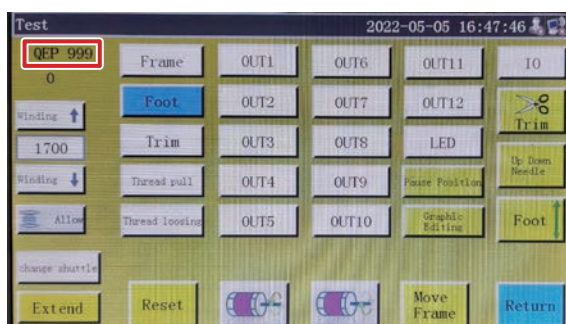 Test 2022-05-05 16:47:46
QEP 999
0
Frame OUT1 OUT6 OUT11 IO
Winding
Foot OUT2 OUT7 OUT12
Trim
1700
Trim OUT3 OUT8 LED
Up Down
Needle
Winding
Thread pull OUT4 OUT9 Pause Position
Allow
Thread loosing OUT5 OUT10 Graphic
Editing
Foot
change shuttle
Extend Reset Move
Frame
Return